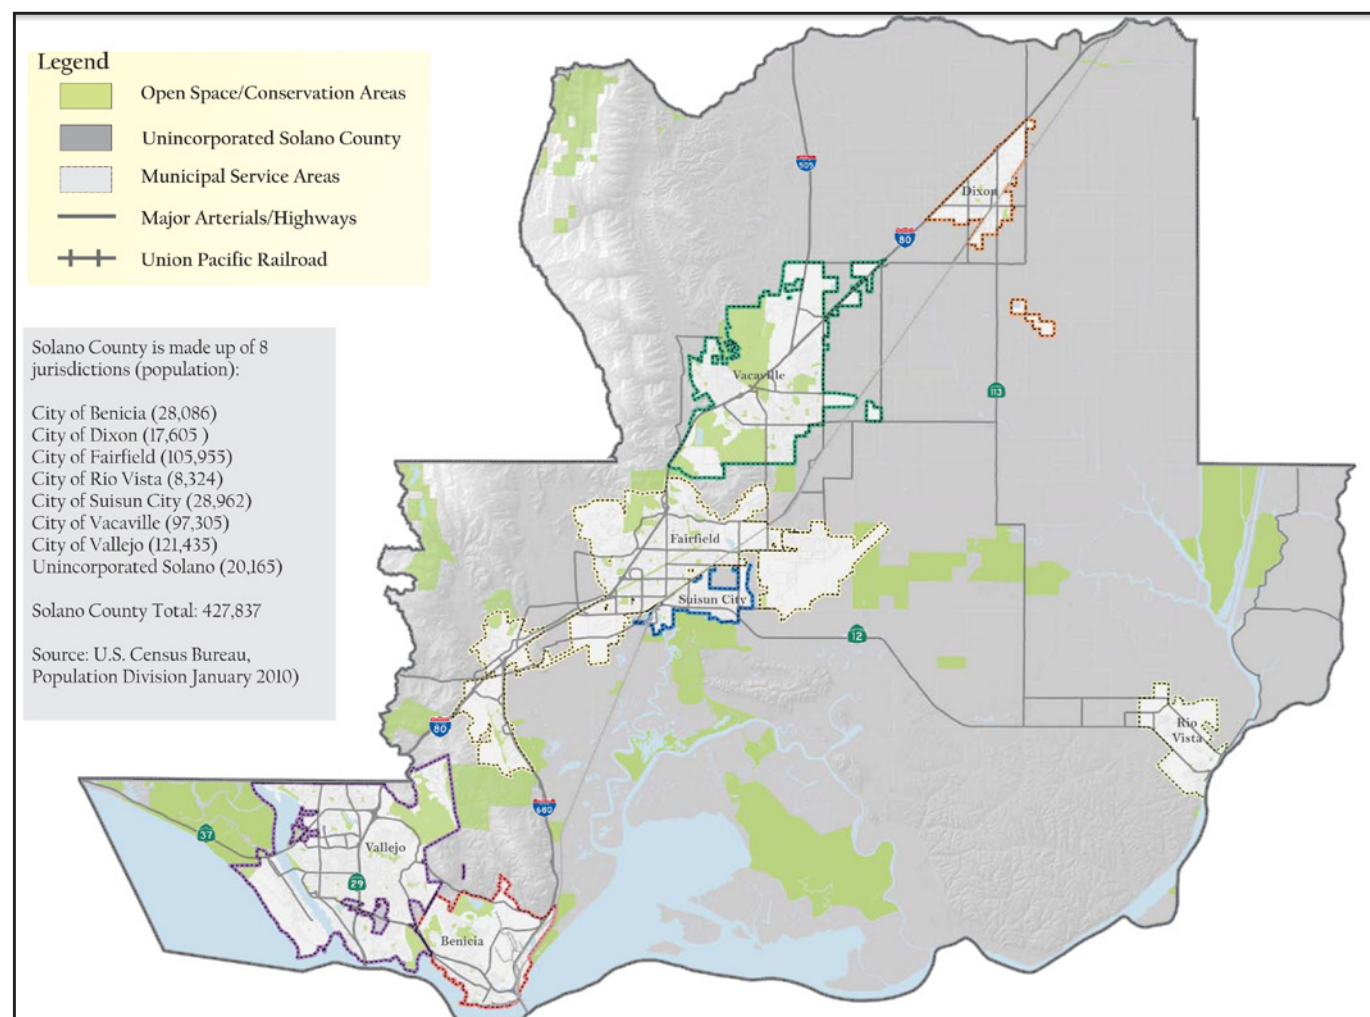 Legend
Open Space/Conservation Areas
Unincorporated Solano County
Municipal Service Areas
Major Arterials/Highways
Union Pacific Railroad
Solano County is made up of 8
jurisdictions (population):
City of Benicia (28,086)
City of Dixon (17,605 )
City of Fairfield (105,955)
City of Rio Vista (8,324)
City of Suisun City (28,962)
City of Vacaville (97,305)
City of Vallejo (121,435)
Unincorporated Solano (20,165)
Solano County Total: 427,837
Source: U.S. Census Bureau,
Population Division January 2010)
505
Dixon
80
Vacaville
113
Fairfield
Suisun City
12
80
Rio
Vista
680
37
Vallejo
29
Benicia